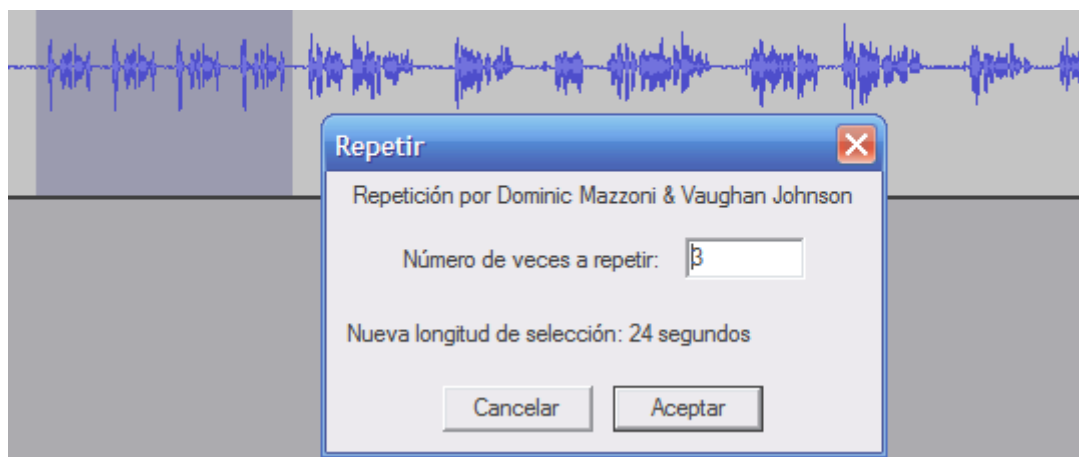 Repetir
Repetición por Dominic Mazzoni & Vaughan Johnson
Número de veces a repetir: 3
Nueva longitud de selección: 24 segundos
Cancelar Aceptar